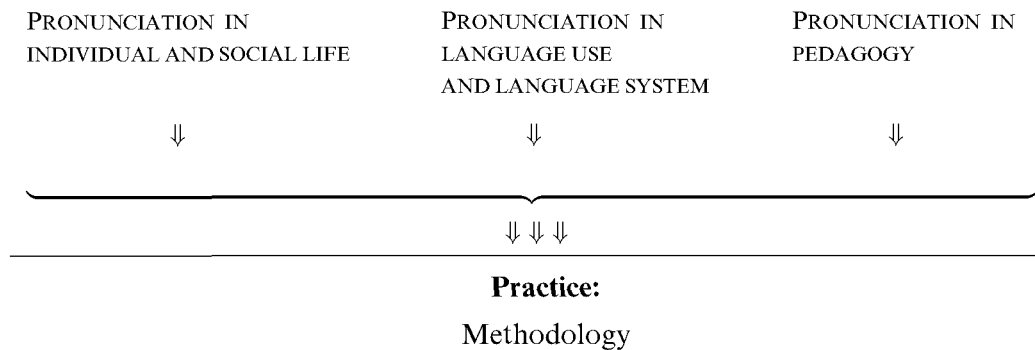 PRONUNCIATION IN
INDIVIDUAL AND SOCIAL LIFE
PRONUNCIATION IN
LANGUAGE USE
AND LANGUAGE SYSTEM
PRONUNCIATION IN
PEDAGOGY
⇓ ⇓ ⇓
⇓⇓⇓
Practice:
Methodology